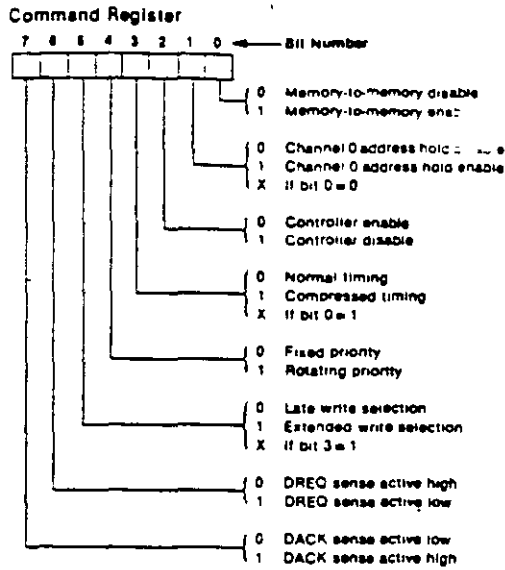 Command Register
7 6 5 4 3 2 1 0 Bit Number
0 Memory-to-memory disable
1 Memory-to-memory
0 Channel 0 address hold
1 Channel 0 address hold enable
X If bit 0 = 0
0 Controller enable
1 Controller disable
0 Normal timing
1 Compressed timing
X If bit 0 = 1
0 Fixed priority
1 Rotating priority
0 Late write selection
1 Extended write selection
X If bit 3 = 1
0 DREQ sense active high
1 DREQ sense active low
0 DACK sense active low
1 DACK sense active high